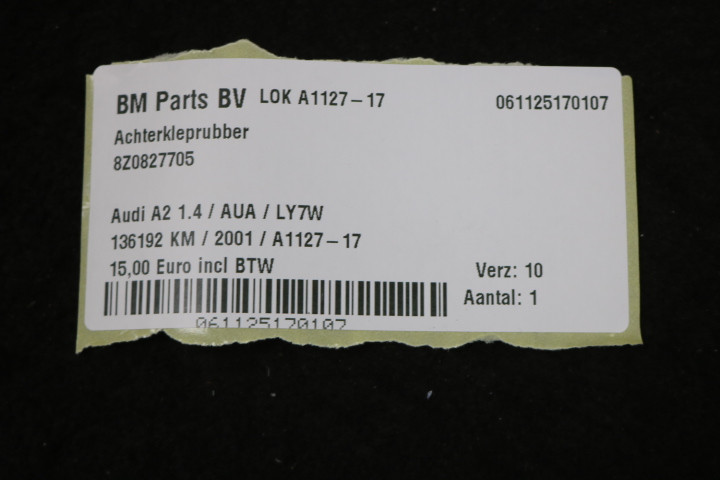 BM Parts BV LOK A1127-17 061125170107
Achterkleprubber
8Z0827705
Audi A2 1.4 / AUA / LY7W
136192 KM / 2001 / A1127-17
15,00 Euro incl BTW Verz: 10
Aantal: 1
061125170107